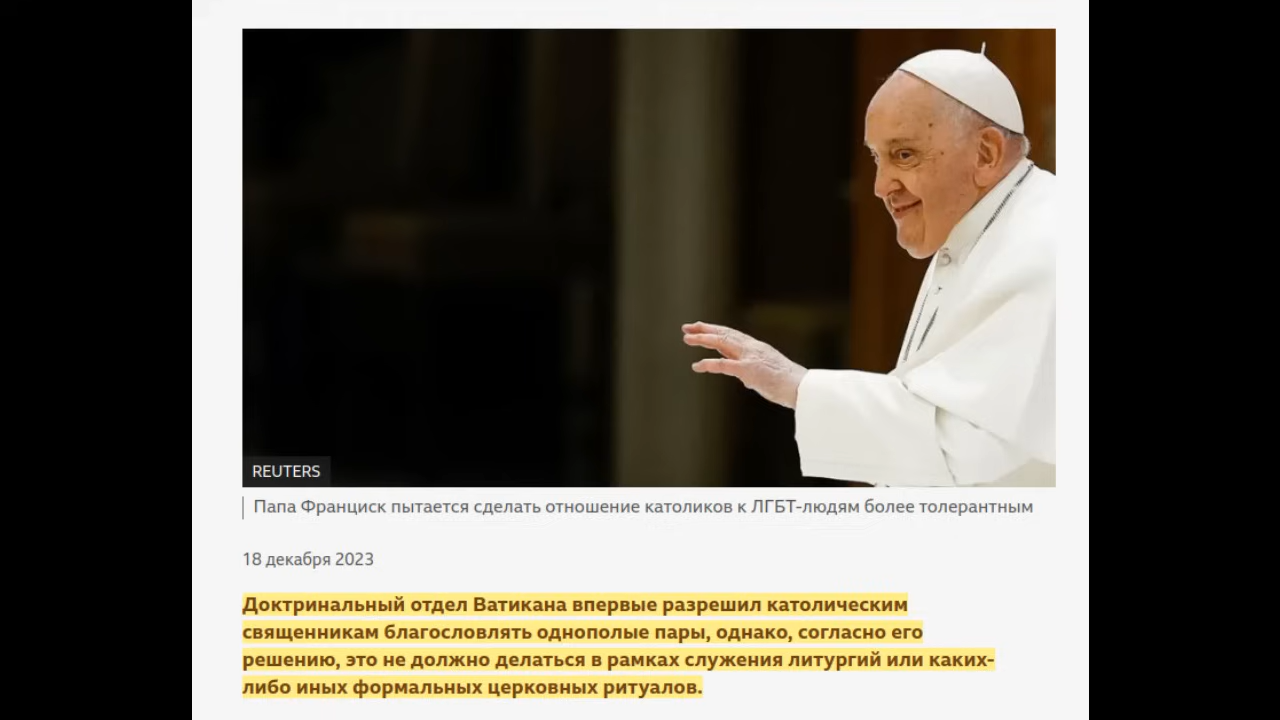 REUTERS
Папа Франциск пытается сделать отношение католиков к ЛГБТ-людям более толерантным
18 декабря 2023
Доктринальный отдел Ватикана впервые разрешил католическим
священникам благословлять однополые пары, однако, согласно его
решению, это не должно делаться в рамках служения литургий или каких-
либо иных формальных церковных ритуалов.